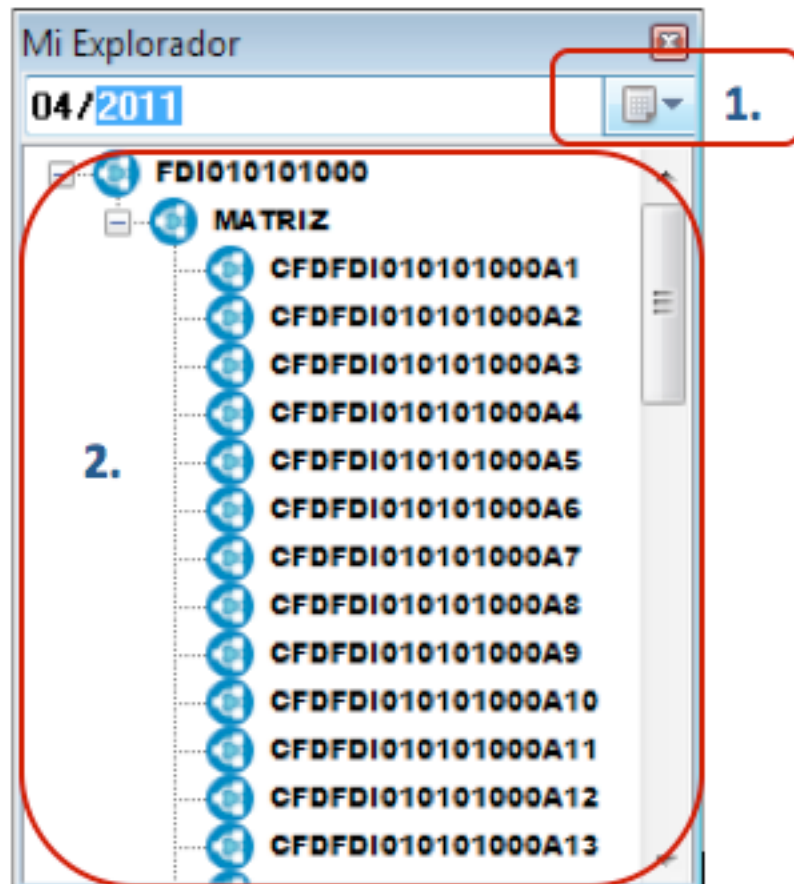 Mi Explorador
04/2011
1.
FDI010101000
MATRIZ
CFDFDI010101000A1
CFDFDI010101000A2
CFDFDI010101000A3
CFDFDI010101000A4
2.
CFDFDI010101000A5
CFDFDI010101000A6
CFDFDI010101000A7
CFDFDI010101000A8
CFDFDI010101000A9
CFDFDI010101000A10
CFDFDI010101000A11
CFDFDI010101000A12
CFDFDI010101000A13